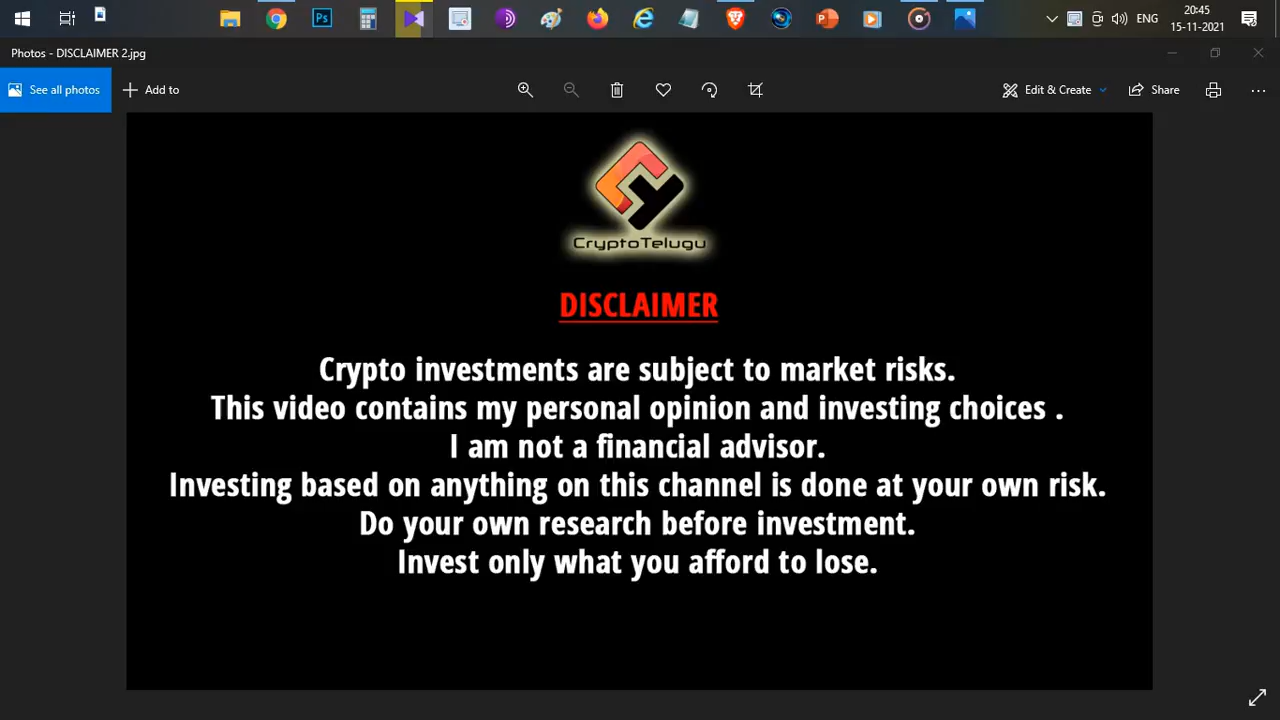 20:45
ENG
15-11-2021
Photos - DISCLAIMER 2.jpg
See all photos
Add to
Edit & Create
Share
CryptoTelugu
DISCLAIMER
Crypto investments are subject to market risks.
This video contains my personal opinion and investing choices .
I am not a financial advisor.
Investing based on anything on this channel is done at your own risk.
Do your own research before investment.
Invest only what you afford to lose.